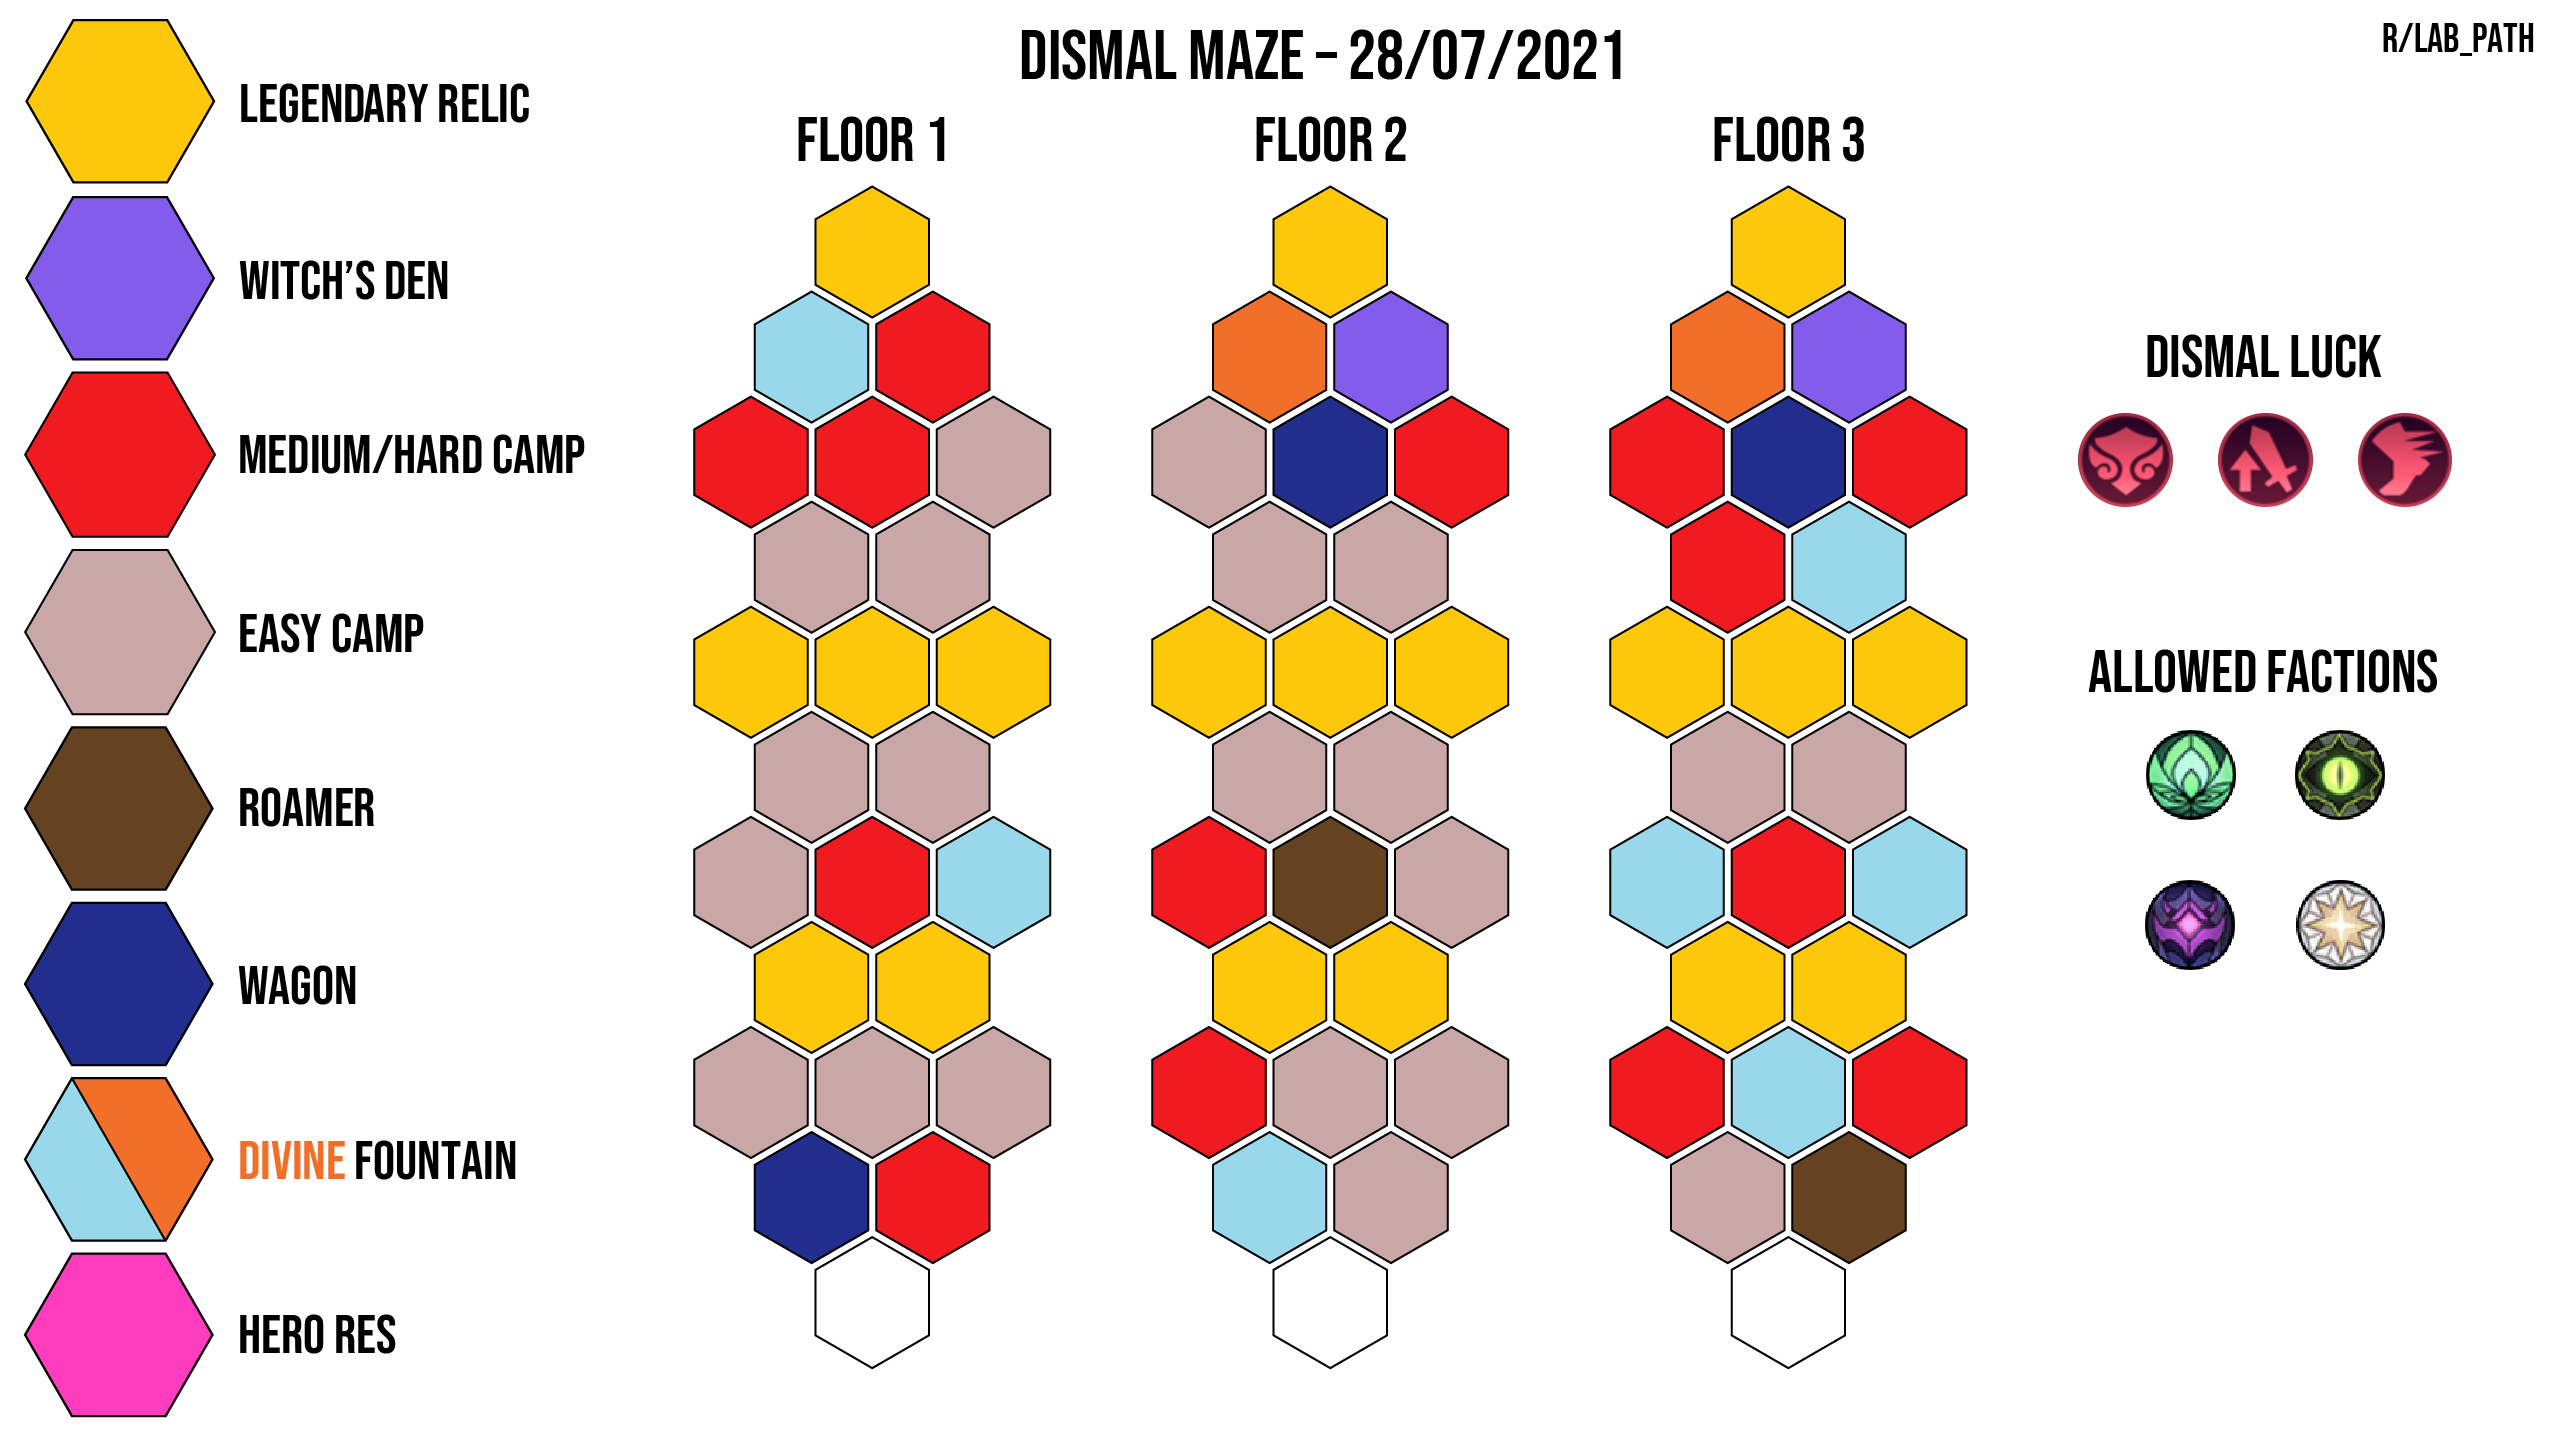 DISMAL MAZE – 28/07/2021
R/LAB_PATH
LEGENDARY RELIC
WITCH'S DEN
MEDIUM/HARD CAMP
EASY CAMP
ROAMER
WAGON
DIVINE FOUNTAIN
HERO RES
FLOOR 1
FLOOR 2
FLOOR 3
DISMAL LUCK
ALLOWED FACTIONS